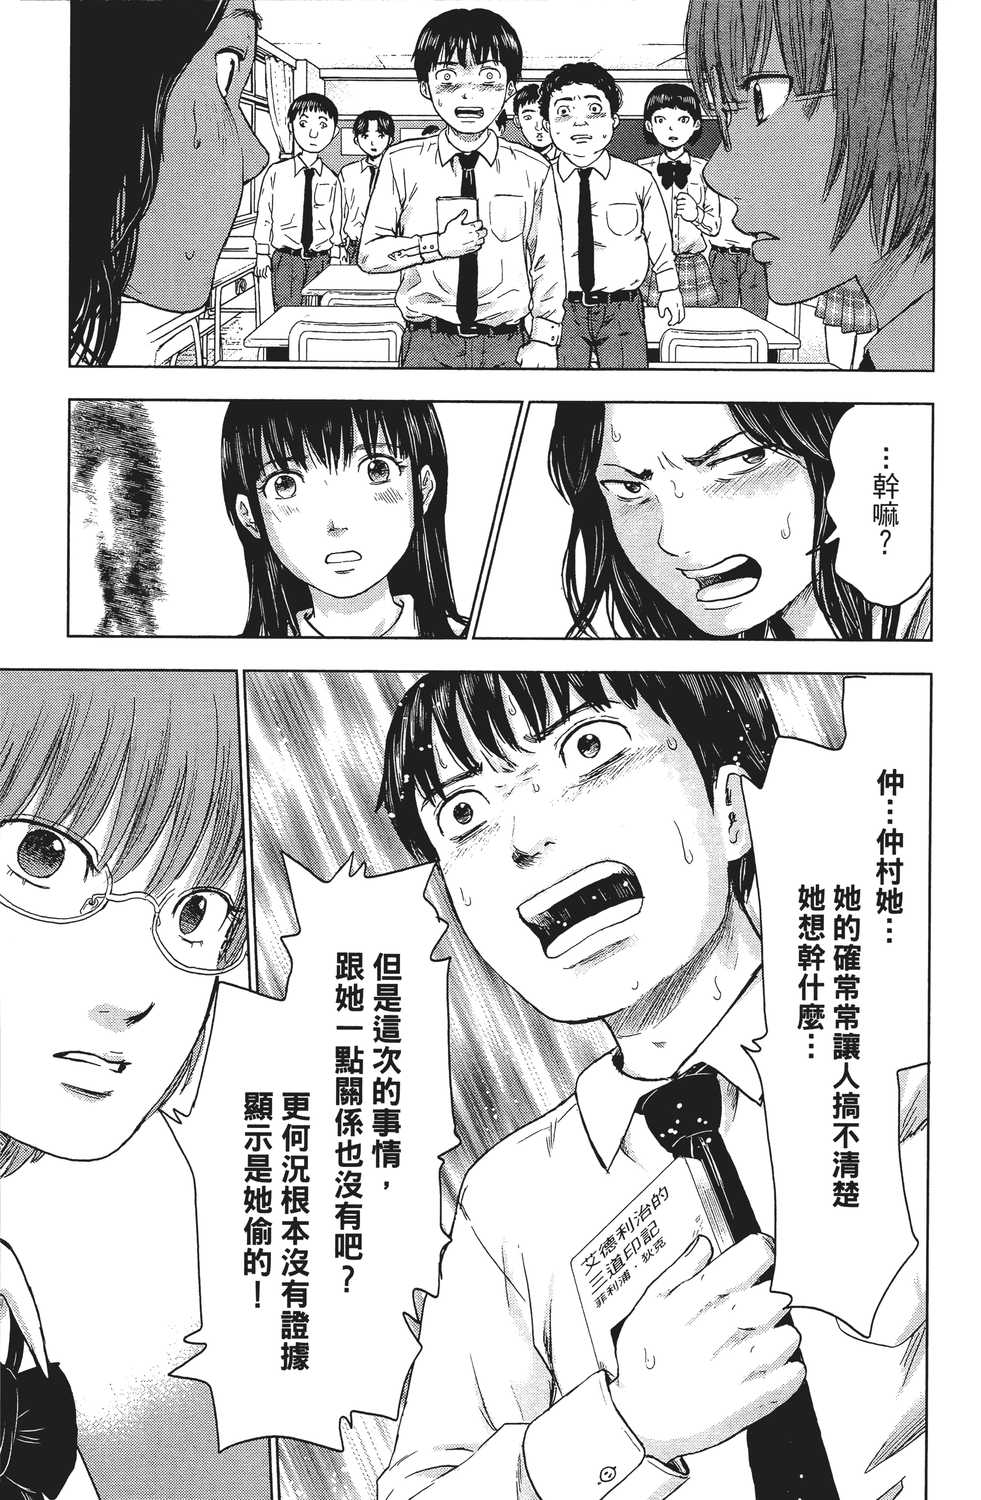 …幹嘛？
仲…仲村她…
她的確常常讓人搞不清楚
她想幹什麼…
但是這次的事情，
跟她一點關係也沒有吧？
更何況根本沒有證據
顯示是她偷的！
艾德利治的
三道印記
菲利浦・狄克